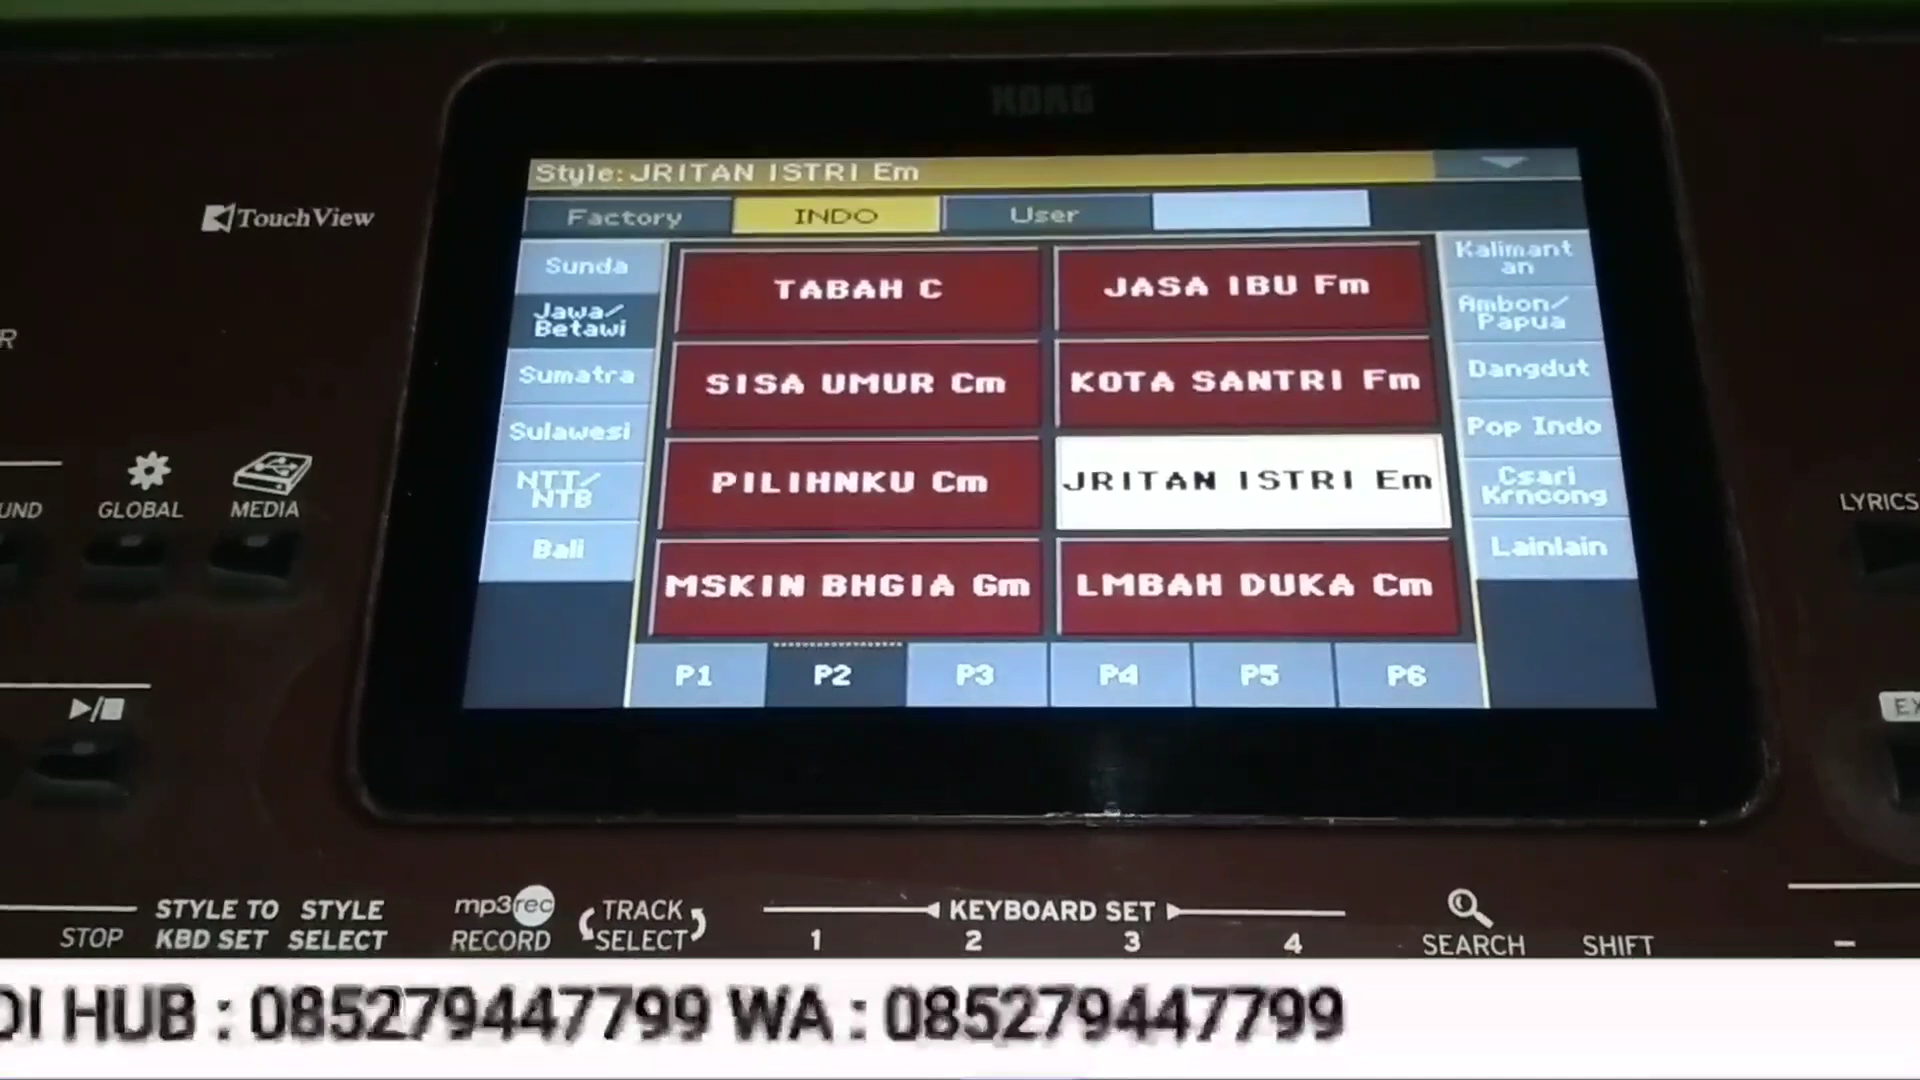 KORG
Style: JRITAN ISTRI Em
Factory
INDO
User
TouchView
Sunda
Jawa/
Betawi
Sumatra
Sulawesi
NTT/
NTB
Bali
TABAH C
JASA IBU Fm
SISA UMUR Cm
KOTA SANTRI Fm
PILIHNKU Cm
JRITAN ISTRI Em
MSKIN BHGIA Gm
LMBAH DUKA Cm
Kalimant
an
Ambon/
Papua
Dangdut
Pop Indo
Csari
Krncong
Lainlain
P1
P2
P3
P4
P5
P6
R
UND
GLOBAL
MEDIA
LYRICS
EX
STOP
STYLE TO
KBD SET
STYLE
SELECT
mp3rec
RECORD
TRACK
SELECT
KEYBOARD SET
1
2
3
4
SEARCH
SHIFT
DI HUB : 085279447799 WA : 085279447799